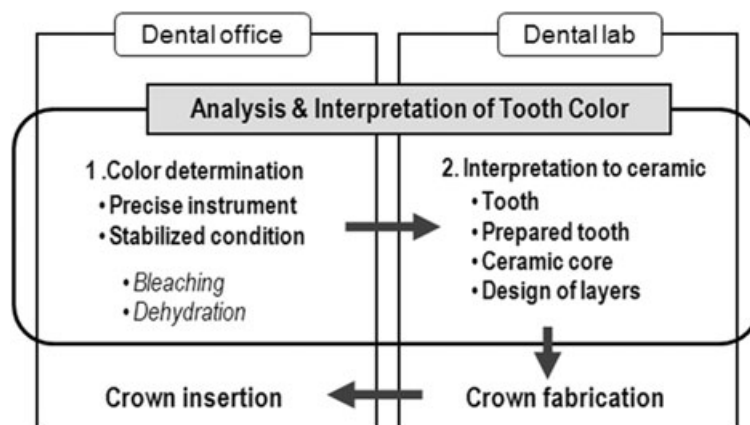 Dental office
Dental lab
Analysis & Interpretation of Tooth Color
1 .Color determination
• Precise instrument
• Stabilized condition
• Bleaching
• Dehydration
2. Interpretation to ceramic
• Tooth
• Prepared tooth
• Ceramic core
• Design of layers
Crown insertion
Crown fabrication